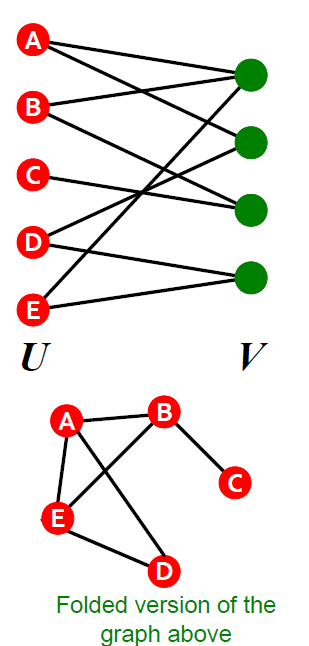 A
B
C
D
E
U V
A B
C
E
D
Folded version of the
graph above